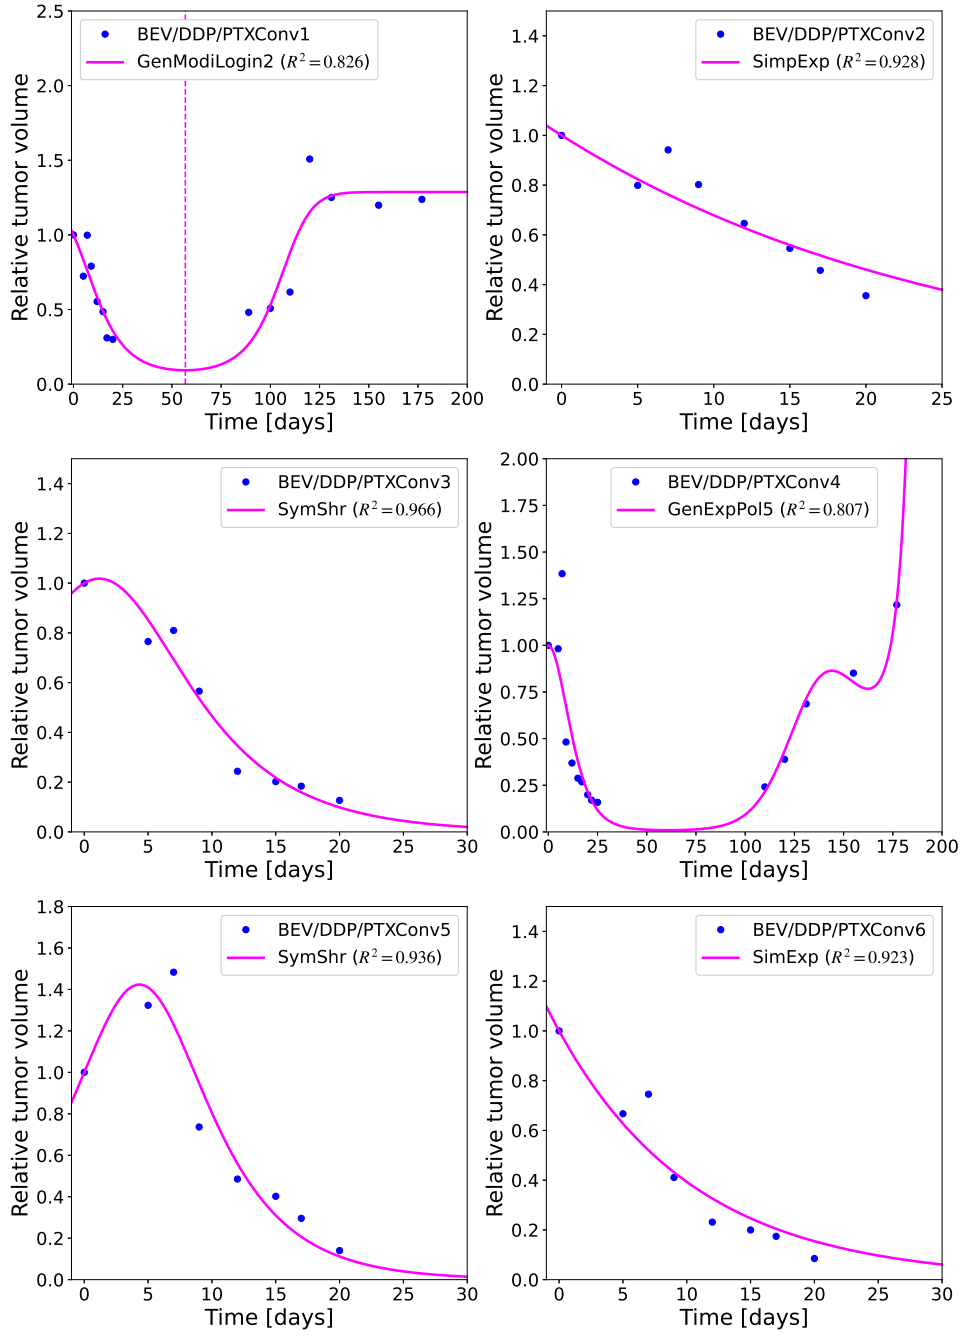 BEV/DDP/PTXConv1
GenModiLogin2 (R² = 0.826)
Relative tumor volume
2.5
2.0
1.5
1.0
0.5
0.0
0 25 50 75 100 125 150 175 200
Time [days]
BEV/DDP/PTXConv2
SimpExp (R² = 0.928)
Relative tumor volume
1.4
1.2
1.0
0.8
0.6
0.4
0.2
0.0
0 5 10 15 20 25
Time [days]
BEV/DDP/PTXConv3
SymShr (R² = 0.966)
Relative tumor volume
1.4
1.2
1.0
0.8
0.6
0.4
0.2
0.0
0 5 10 15 20 25 30
Time [days]
BEV/DDP/PTXConv4
GenExpPol5 (R² = 0.807)
Relative tumor volume
2.00
1.75
1.50
1.25
1.00
0.75
0.50
0.25
0.00
0 25 50 75 100 125 150 175 200
Time [days]
BEV/DDP/PTXConv5
SymShr (R² = 0.936)
Relative tumor volume
1.8
1.6
1.4
1.2
1.0
0.8
0.6
0.4
0.2
0.0
0 5 10 15 20 25 30
Time [days]
BEV/DDP/PTXConv6
SimExp (R² = 0.923)
Relative tumor volume
1.4
1.2
1.0
0.8
0.6
0.4
0.2
0.0
0 5 10 15 20 25 30
Time [days]